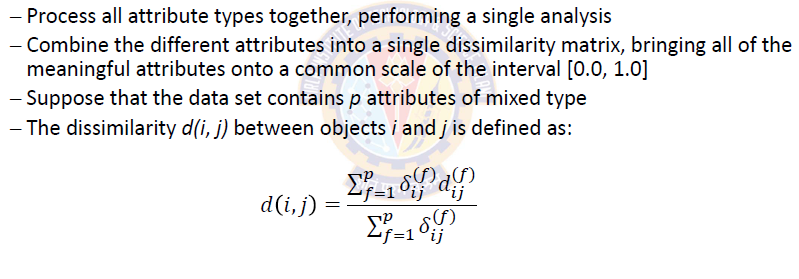 – Process all attribute types together, performing a single analysis
– Combine the different attributes into a single dissimilarity matrix, bringing all of the
meaningful attributes onto a common scale of the interval [0.0, 1.0]
– Suppose that the data set contains p attributes of mixed type
– The dissimilarity d(i, j) between objects i and j is defined as:
d(i,j) = \frac{\sum_{f=1}^{p} \delta_{ij}^{(f)} d_{ij}^{(f)}}{\sum_{f=1}^{p} \delta_{ij}^{(f)}}